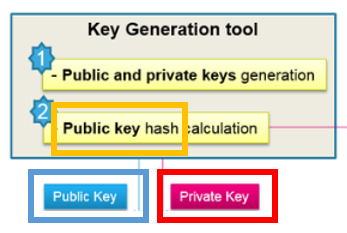 Key Generation tool
1
- Public and private keys generation
2
- Public key hash calculation
Public Key
Private Key